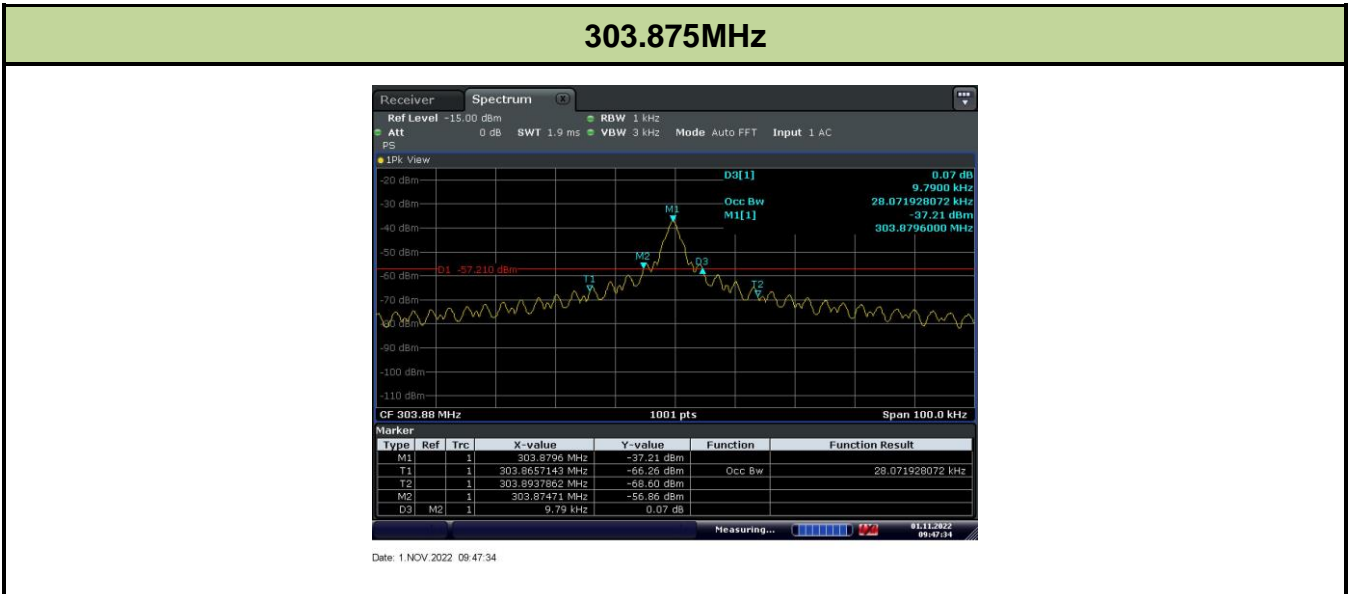 303.875MHz
Receiver Spectrum
Ref Level -15.00 dBm RBW 1 kHz
Att 0 dB SWT 1.9 ms VBW 3 kHz Mode Auto FFT Input 1 AC
PS
1Pk View
D3[1] 0.07 dB
9.7900 kHz
Occ Bw 28.071928072 kHz
M1[1] -37.21 dBm
303.8796000 MHz
-20 dBm
-30 dBm
M1
-40 dBm
-50 dBm
M2 D3
D1 -57.210 dBm
-60 dBm
T1 T2
-70 dBm
-80 dBm
-90 dBm
-100 dBm
-110 dBm
CF 303.88 MHz 1001 pts Span 100.0 kHz
Marker
Type Ref Trc X-value Y-value Function Function Result
M1 1 303.8796 MHz -37.21 dBm
T1 1 303.8657143 MHz -66.26 dBm Occ Bw 28.071928072 kHz
T2 1 303.8937862 MHz -68.60 dBm
M2 1 303.87471 MHz -56.86 dBm
D3 M2 1 9.79 kHz 0.07 dB
Measuring... 01.11.2022
09:47:34
Date: 1.NOV.2022 09:47:34